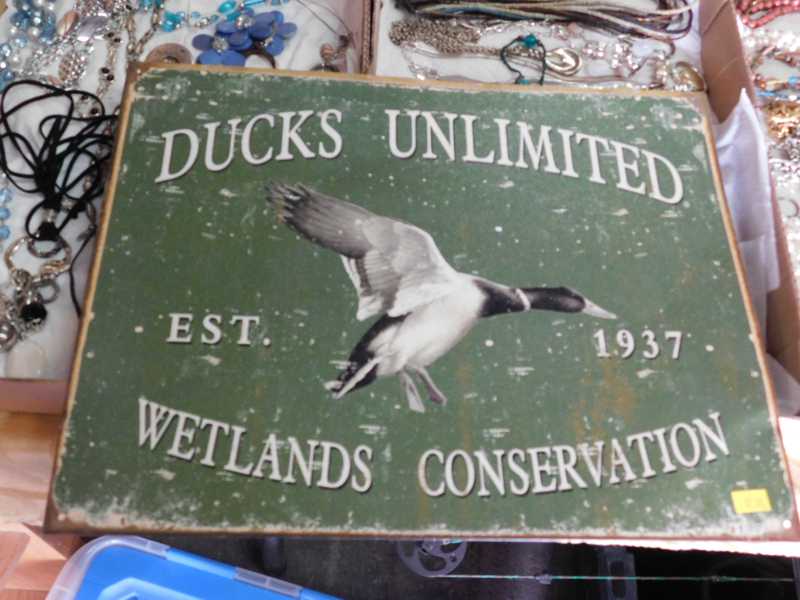 DUCKS UNLIMITED
EST. 1937
WETLANDS CONSERVATION